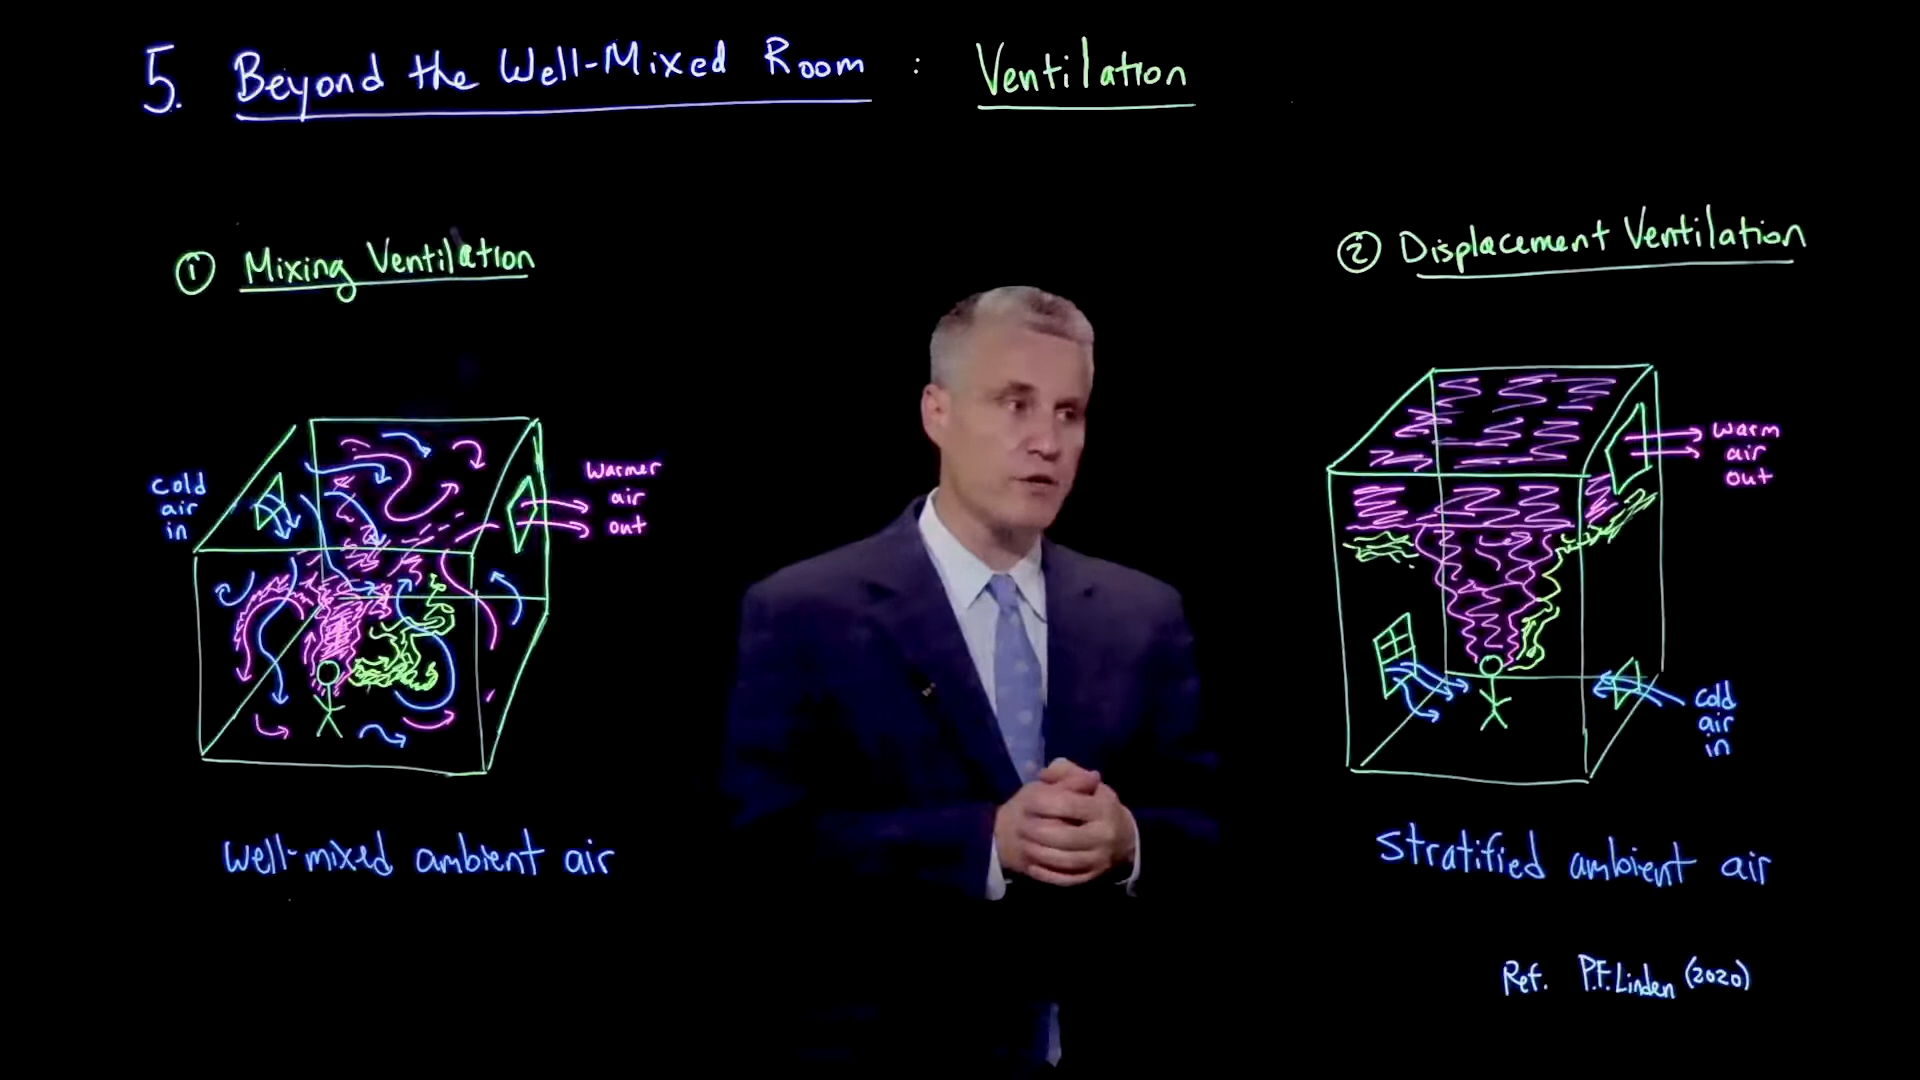 5. Beyond the Well-Mixed Room : Ventilation
① Mixing Ventilation
② Displacement Ventilation
cold
air
in
warmer
air
out
warm
air
out
cold
air
in
well-mixed ambient air
stratified ambient air
Ref. P.F. Linden (2020)